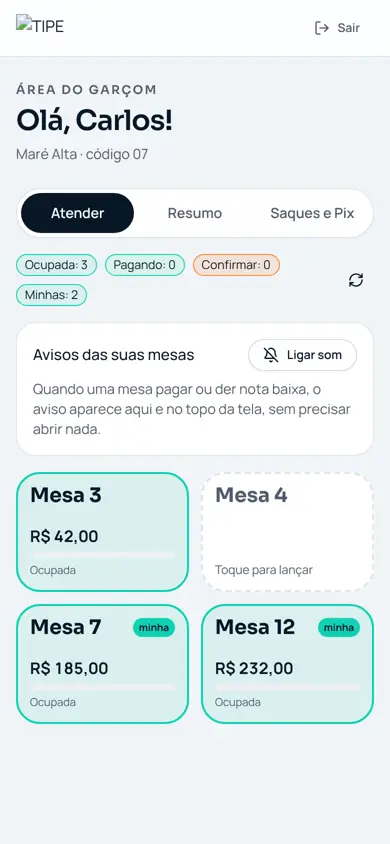 TIPE
Sair
ÁREA DO GARÇOM
Olá, Carlos!
Maré Alta · código 07
Atender
Resumo
Saques e Pix
Ocupada: 3
Pagando: 0
Confirmar: 0
Minhas: 2
Avisos das suas mesas
Ligar som
Quando uma mesa pagar ou der nota baixa, o
aviso aparece aqui e no topo da tela, sem precisar
abrir nada.
Mesa 3
R$ 42,00
Ocupada
Mesa 4
Toque para lançar
Mesa 7
minha
R$ 185,00
Ocupada
Mesa 12
minha
R$ 232,00
Ocupada